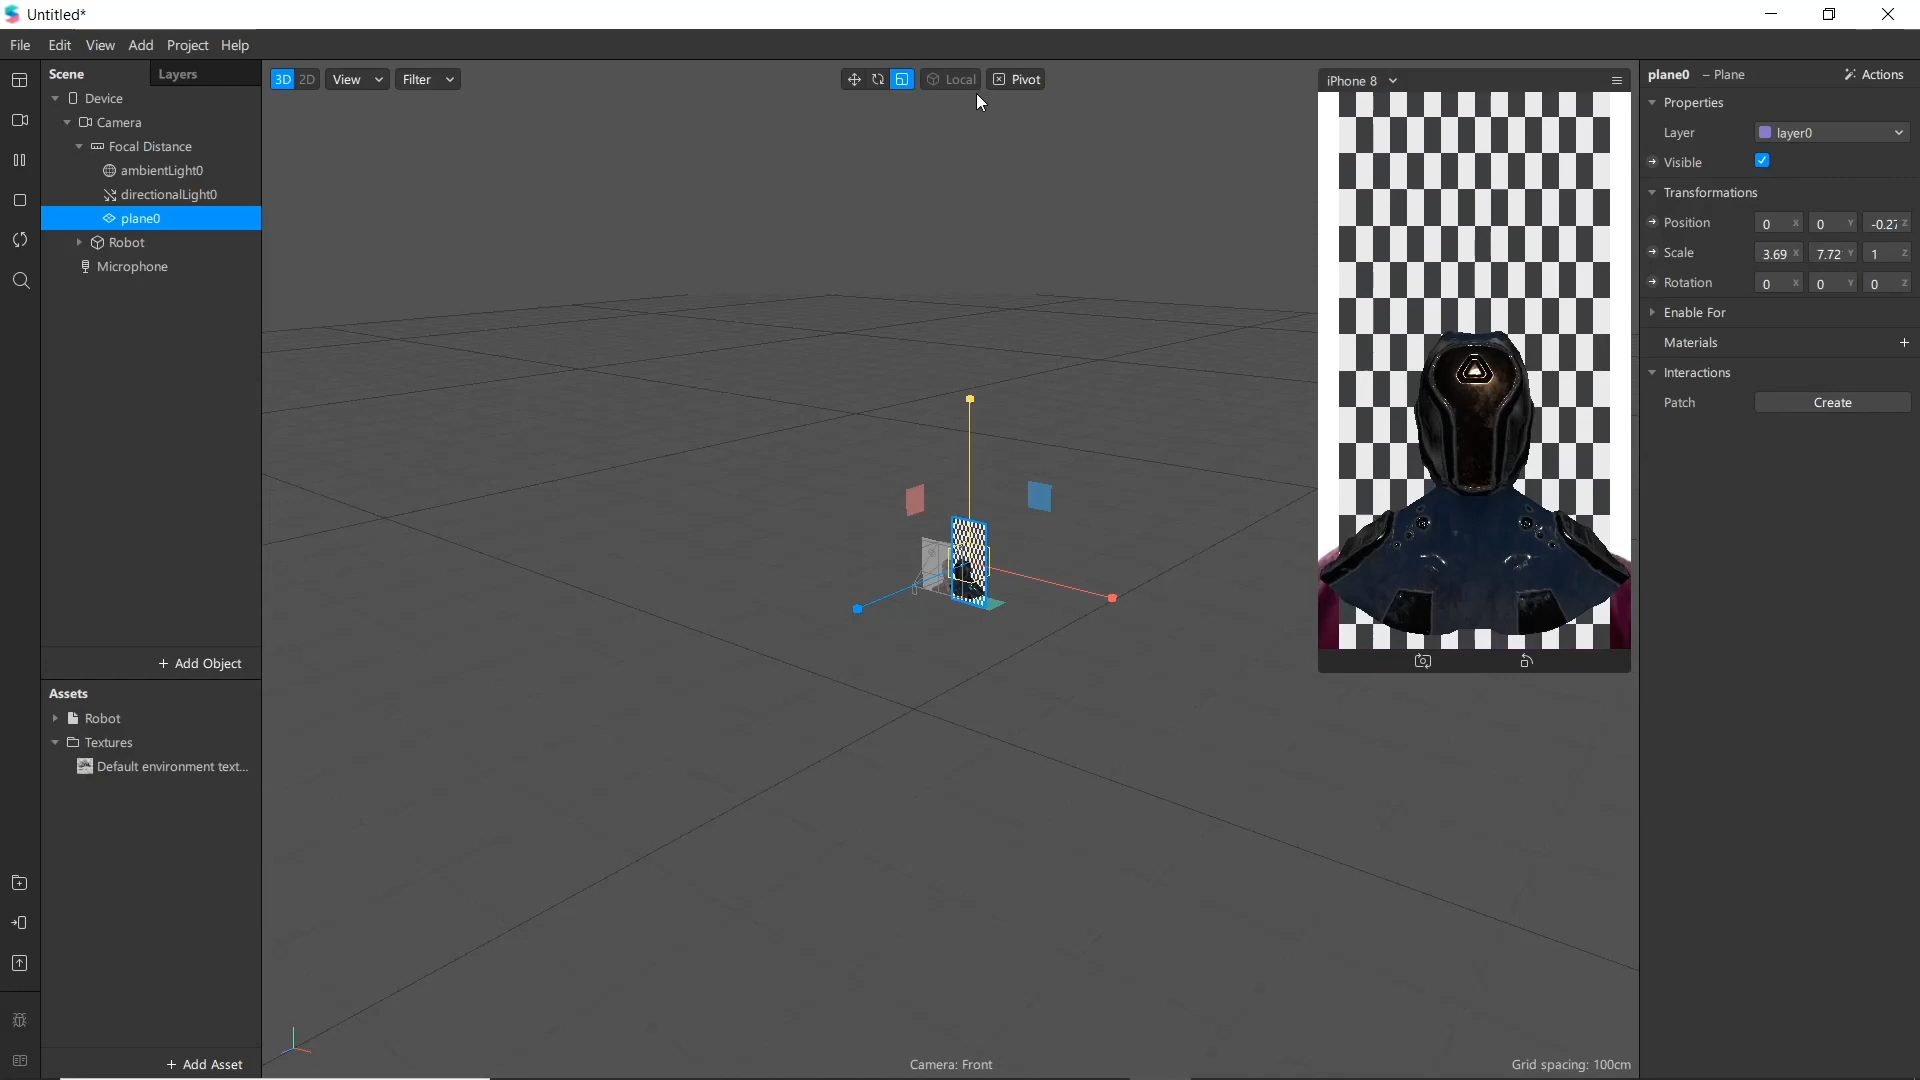 Untitled*
File Edit View Add Project Help
Scene Layers
Device
Camera
Focal Distance
ambientLight0
directionalLight0
plane0
Robot
Microphone
+ Add Object
Assets
Robot
Textures
Default environment text...
+ Add Asset
3D 2D View Filter
Local Pivot
Camera: Front
Grid spacing: 100cm
iPhone 8
plane0 – Plane Actions
Properties
Layer layer0
Visible
Transformations
Position 0 X 0 Y -0.27 Z
Scale 3.69 X 7.72 Y 1 Z
Rotation 0 X 0 Y 0 Z
Enable For
Materials +
Interactions
Patch Create